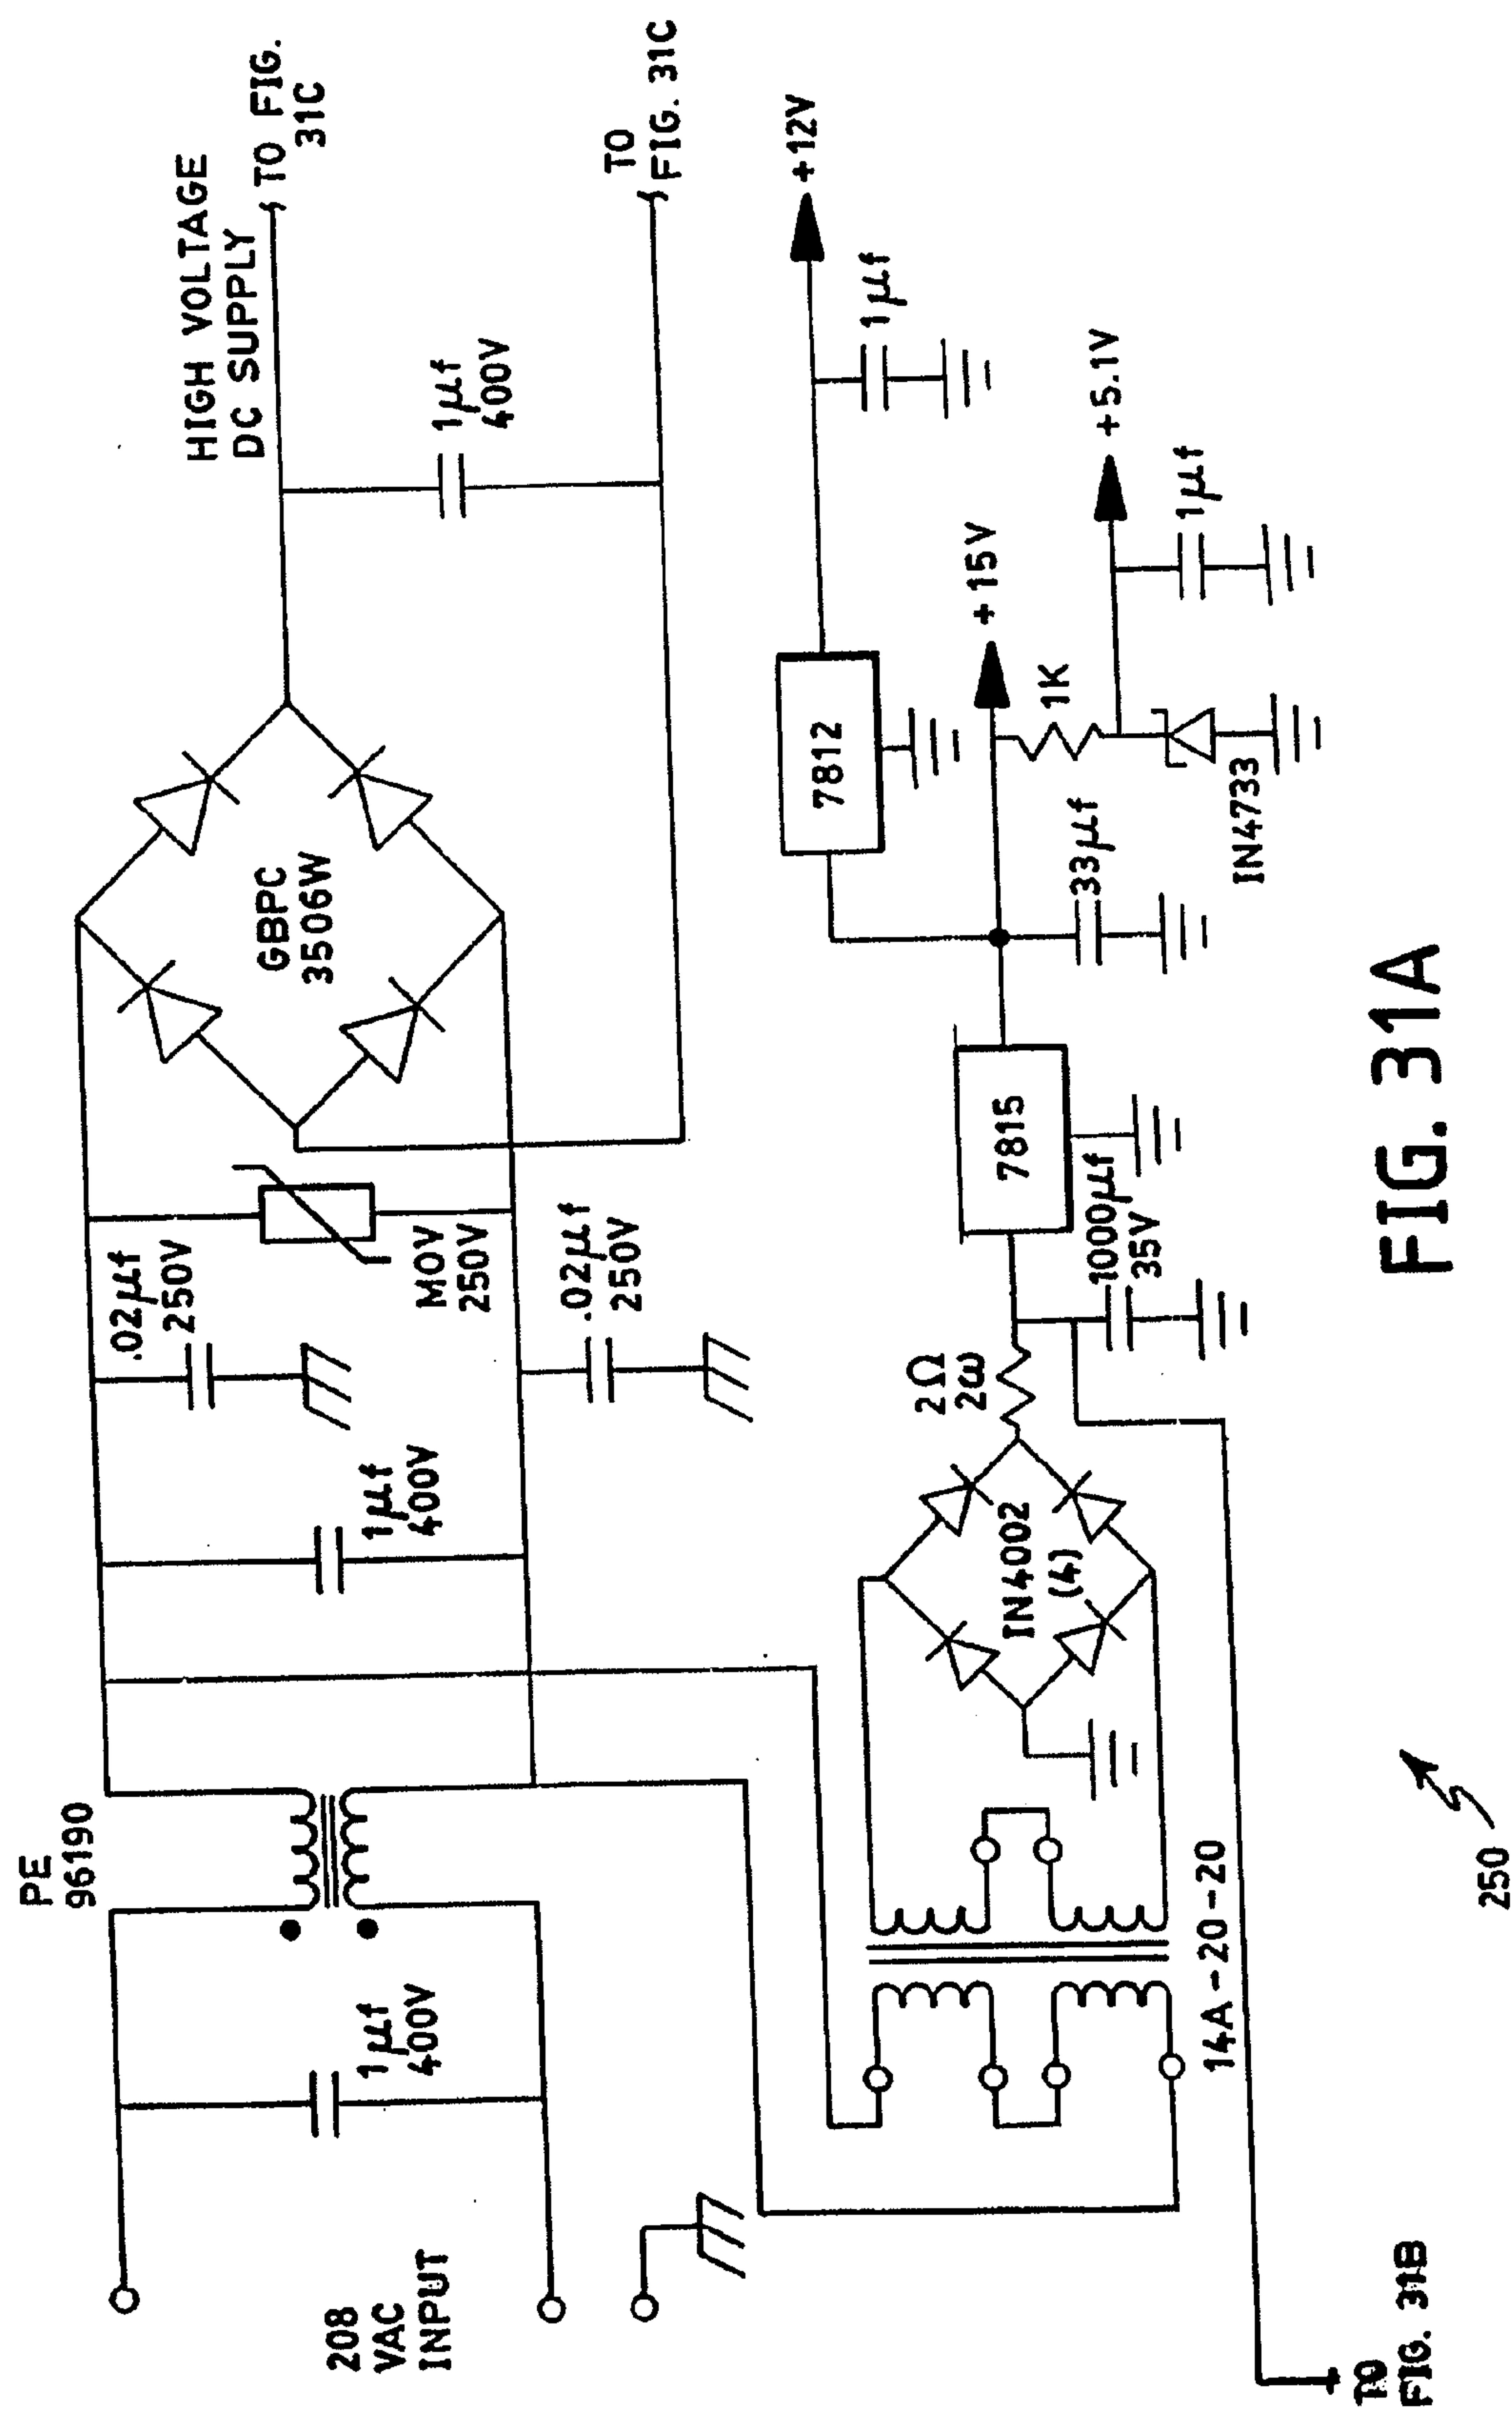 PE
96190
208
VAC
INPUT
1µf
400V
1µf
400V
.02µf
250V
MOV
250V
.02µf
250V
GBPC
3506W
HIGH VOLTAGE
DC SUPPLY
TO FIG.
31C
1µf
400V
TO
FIG. 31C
14A-20-20
IN4002
(4)
2Ω
2ω
1000µf
35V
7815
33µf
7812
+12V
1µf
+15V
1K
IN4733
+5.1V
1µf
TO
FIG. 31B
250
FIG. 31A